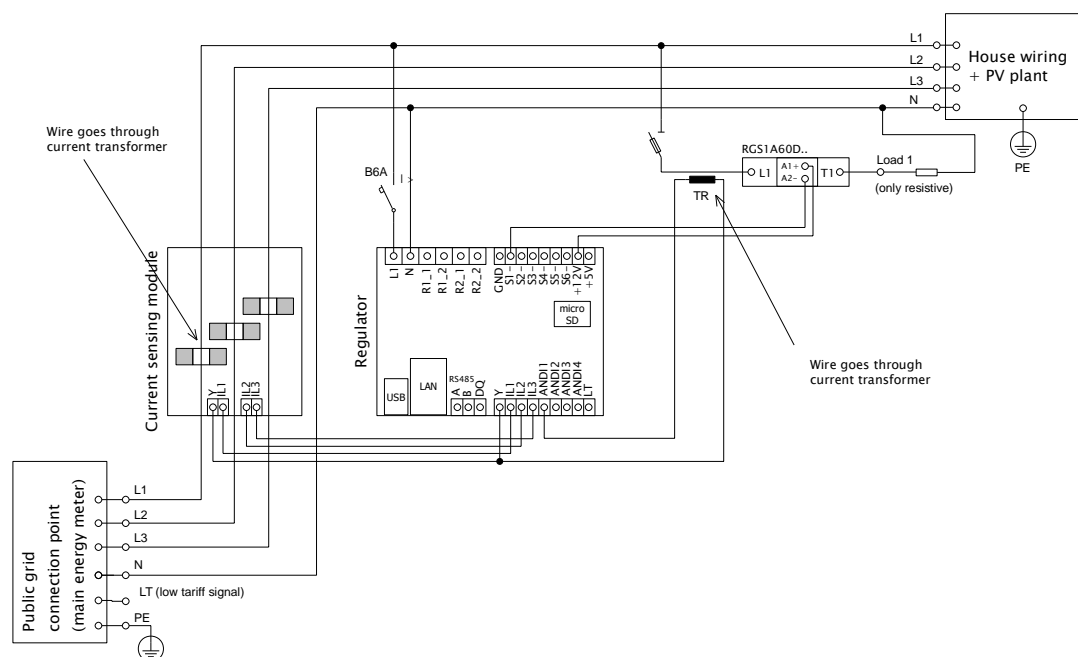 L1
L2
L3
N
House wiring
+ PV plant
PE
Wire goes through
current transformer
B6A
I >
RGS1A60D..
L1
A1+
A2-
T1
Load 1
(only resistive)
TR
Current sensing module
Y
IL1
IL2
IL3
Regulator
L1
N
R1_1
R1_2
R2_1
R2_2
GND
S1-
S2-
S3-
S4-
S5-
S6-
+12V
+5V
micro
SD
USB
LAN
RS485
A
B
DQ
Y
IL1
IL2
IL3
ANDI1
ANDI2
ANDI3
ANDI4
LT
Wire goes through
current transformer
Public grid
connection point
(main energy meter)
L1
L2
L3
N
LT (low tariff signal)
PE